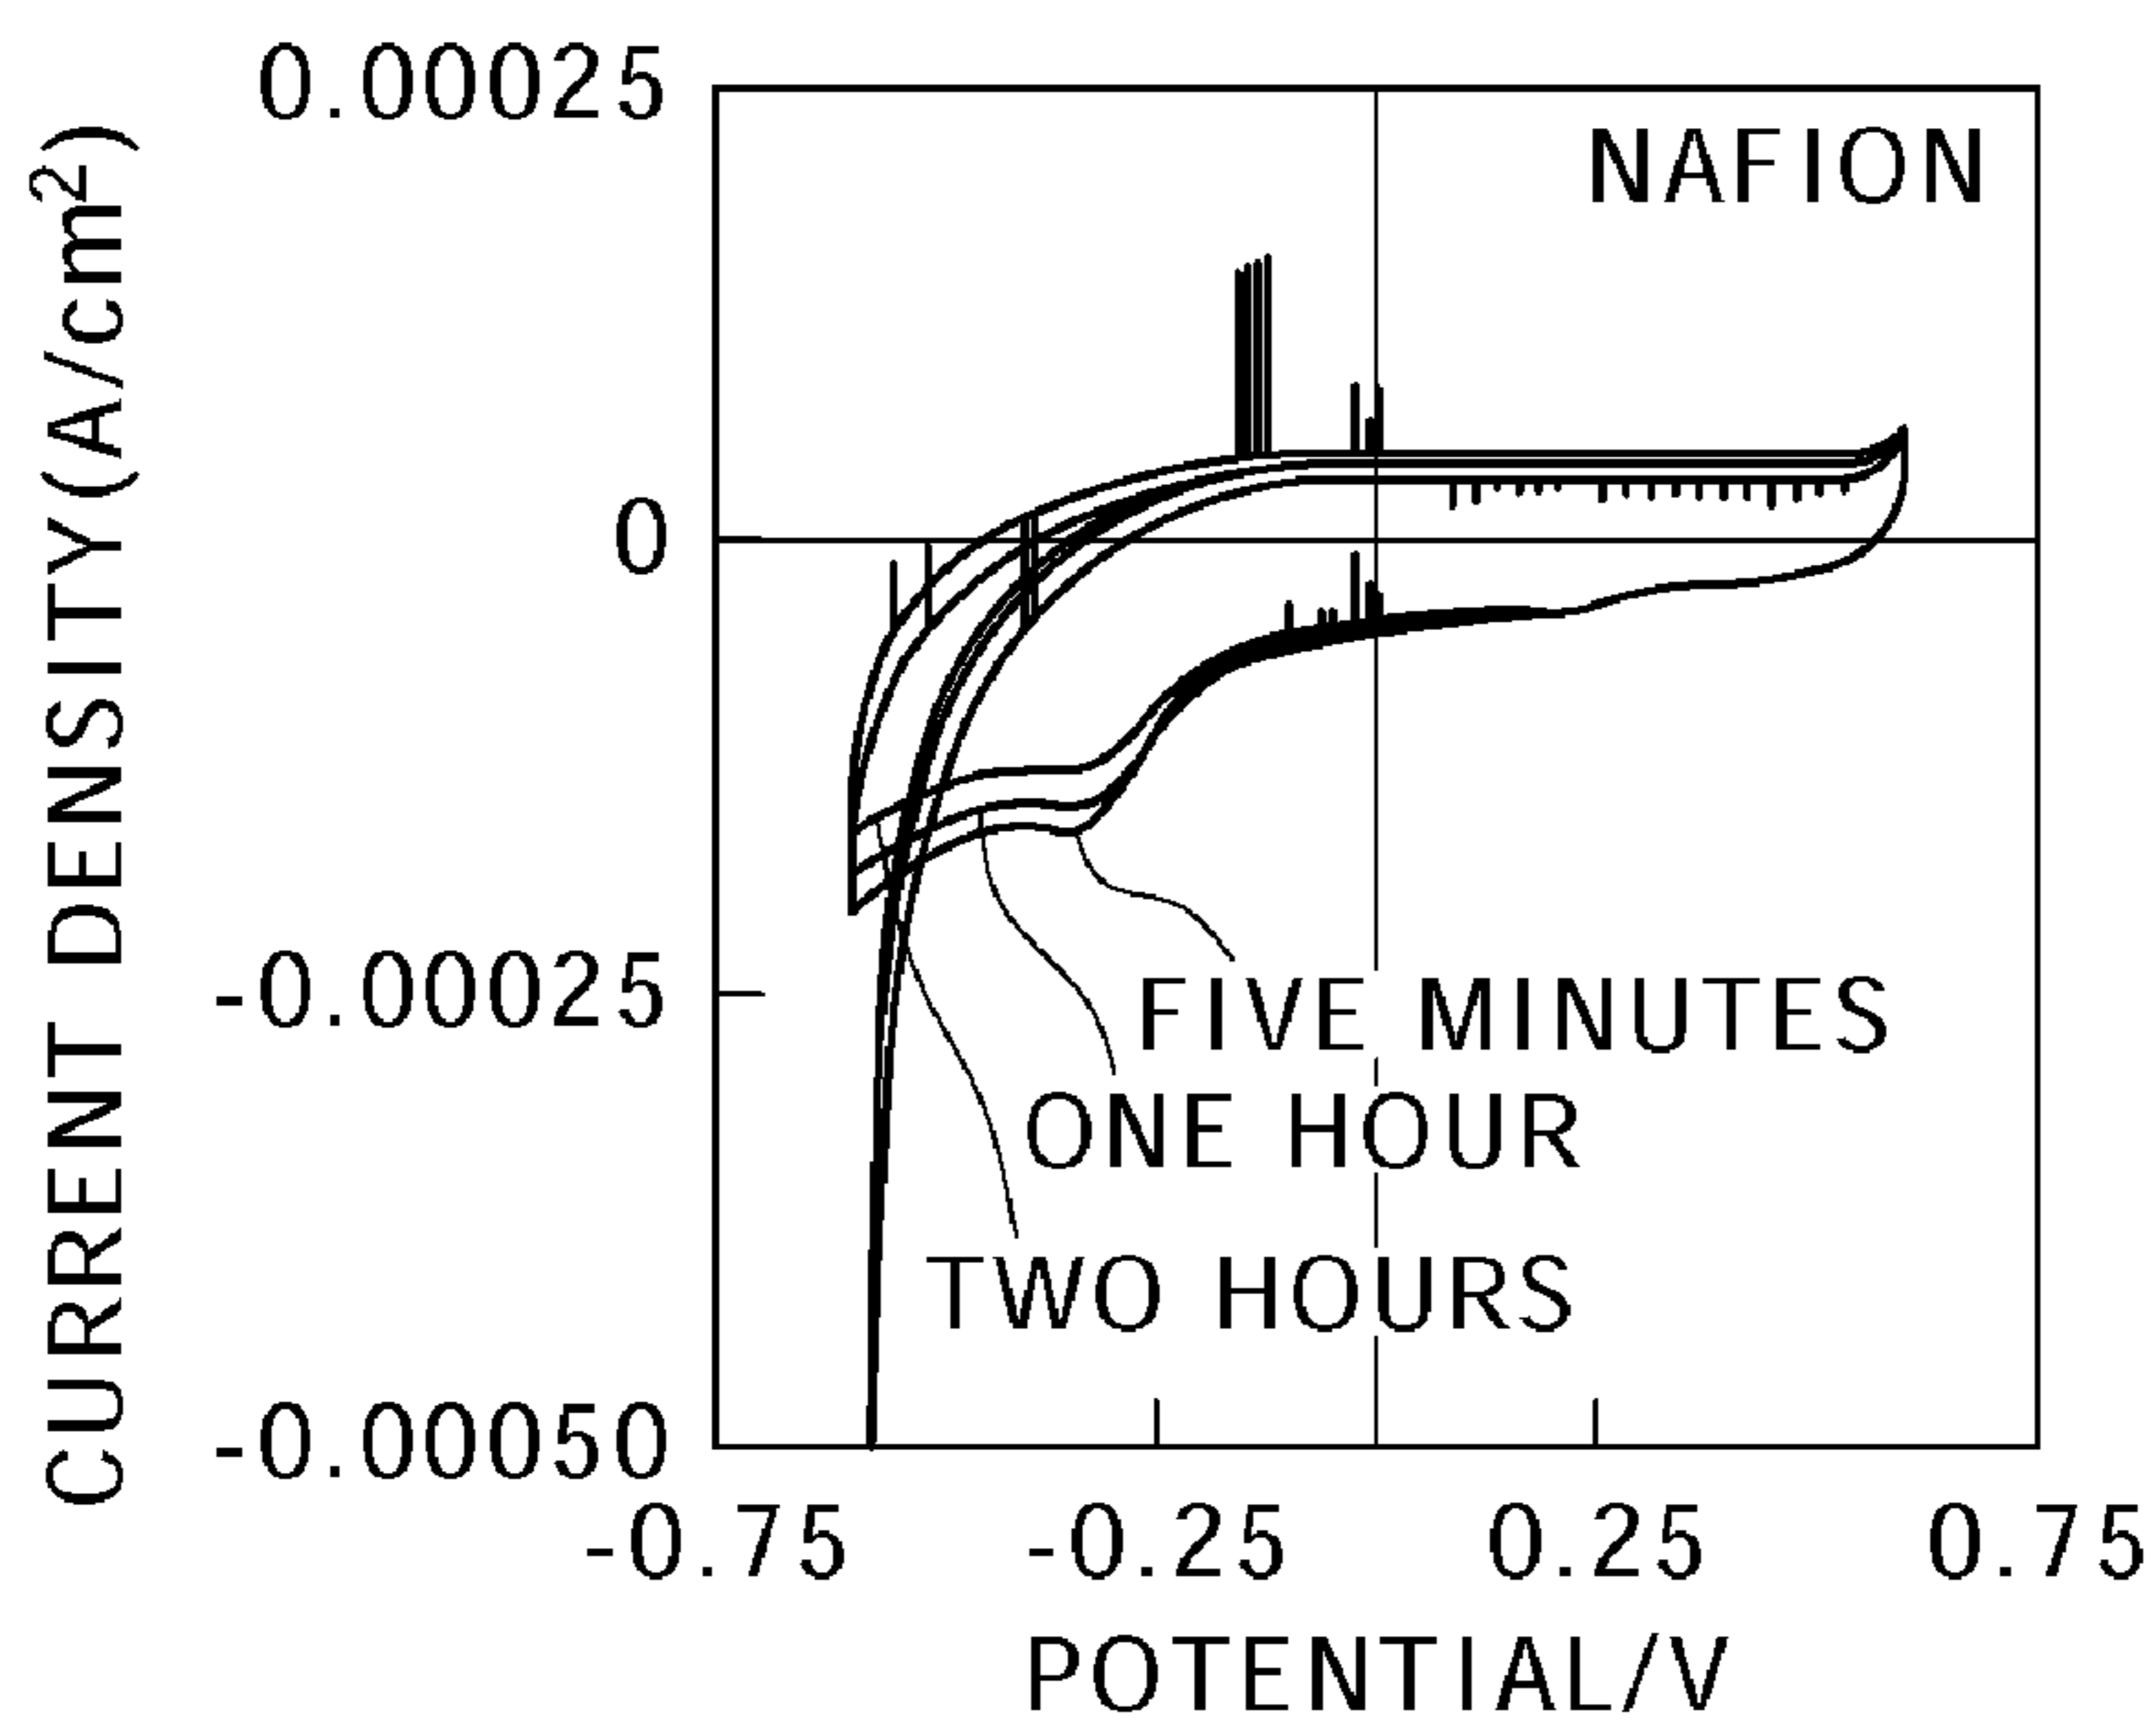 CURRENT DENSITY(A/cm²)
0.00025
0
-0.00025
-0.00050
NAFION
FIVE MINUTES
ONE HOUR
TWO HOURS
-0.75 -0.25 0.25 0.75
POTENTIAL/V